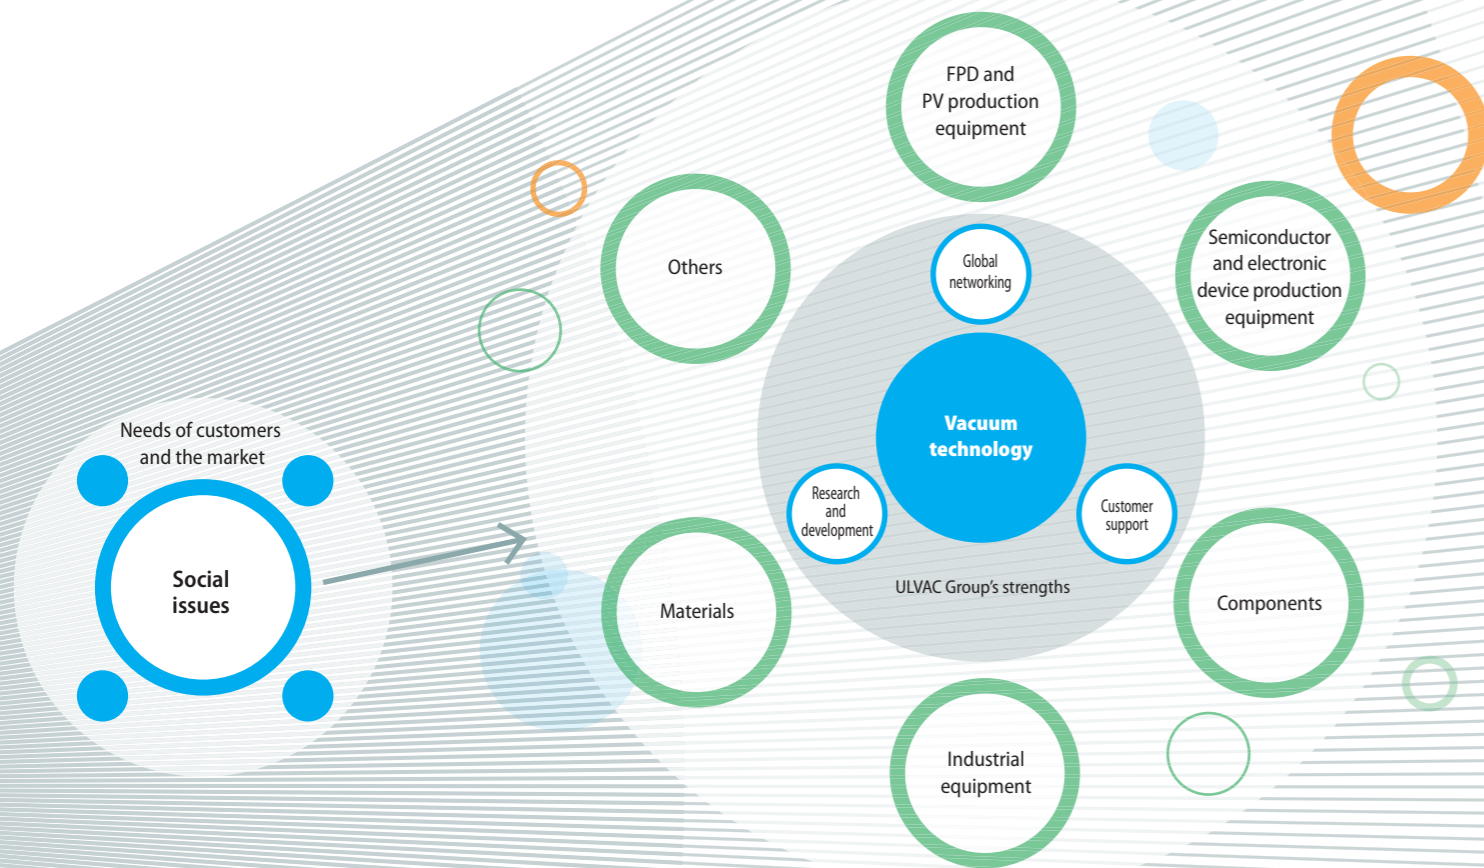 Needs of customers
and the market
Social
issues
FPD and
PV production
equipment
Others
Semiconductor
and electronic
device production
equipment
Global
networking
Vacuum
technology
Research
and
development
Customer
support
ULVAC Group's strengths
Materials
Components
Industrial
equipment